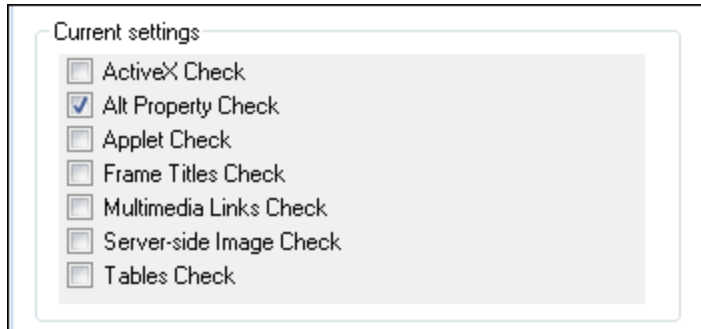 Current settings
ActiveX Check
Alt Property Check
Applet Check
Frame Titles Check
Multimedia Links Check
Server-side Image Check
Tables Check